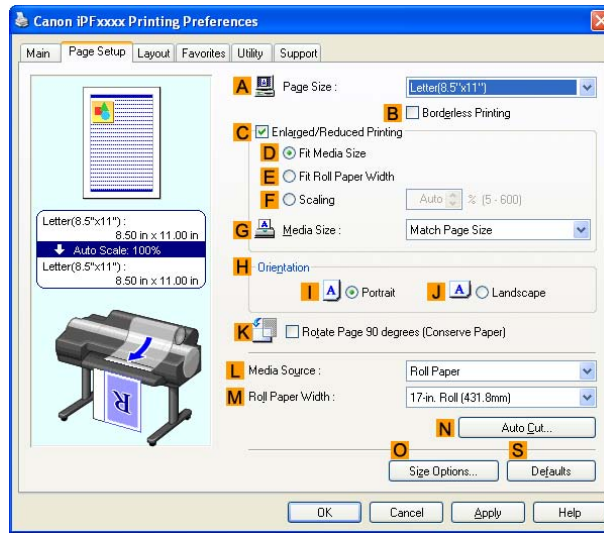 Canon iPFxxxx Printing Preferences
Main Page Setup Layout Favorites Utility Support
A Page Size : Letter(8.5"x11")
B Borderless Printing
C Enlarged/Reduced Printing
D Fit Media Size
E Fit Roll Paper Width
F Scaling Auto % (5 - 600)
G Media Size : Match Page Size
Letter(8.5"x11") :
8.50 in x 11.00 in
Auto Scale: 100%
Letter(8.5"x11") :
8.50 in x 11.00 in
H Orientation
I A Portrait J A Landscape
K Rotate Page 90 degrees (Conserve Paper)
L Media Source : Roll Paper
M Roll Paper Width : 17-in. Roll (431.8mm)
R
N Auto Cut...
O S
Size Options... Defaults
OK Cancel Apply Help